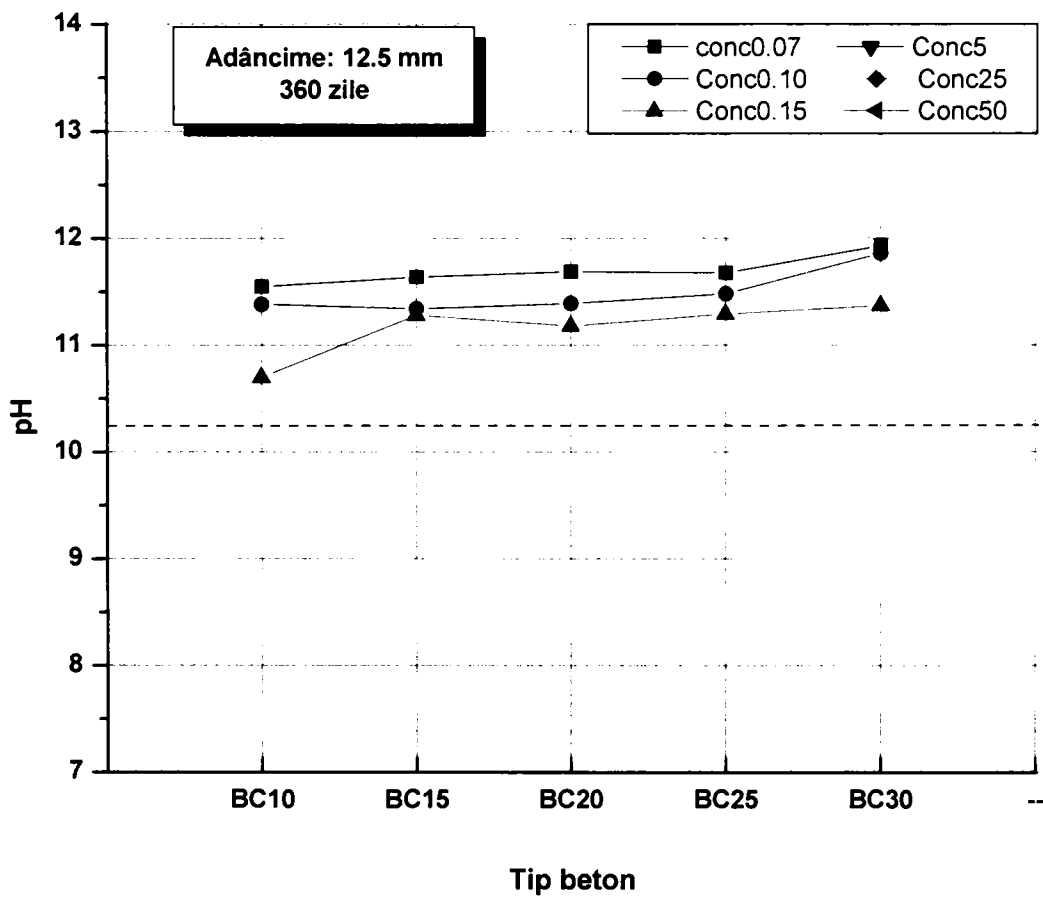 Adâncime: 12.5 mm
360 zile
conc0.07 Conc5
Conc0.10 Conc25
Conc0.15 Conc50
14
13
12
11
10
9
8
7
pH
BC10 BC15 BC20 BC25 BC30 --
Tip beton